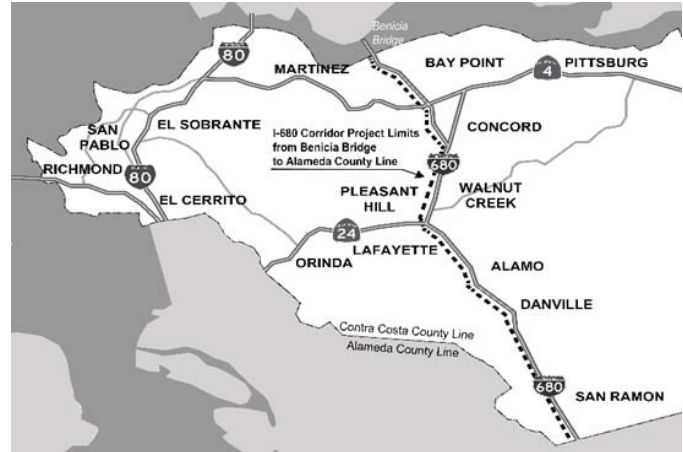 Benicia
Bridge
80
MARTINEZ
BAY POINT
4
PITTSBURG
SAN
PABLO
EL SOBRANTE
I-680 Corridor Project Limits
from Benicia Bridge
to Alameda County Line
CONCORD
680
RICHMOND
80
EL CERRITO
PLEASANT
HILL
WALNUT
CREEK
24
LAFAYETTE
ORINDA
ALAMO
DANVILLE
Contra Costa County Line
Alameda County Line
680
SAN RAMON